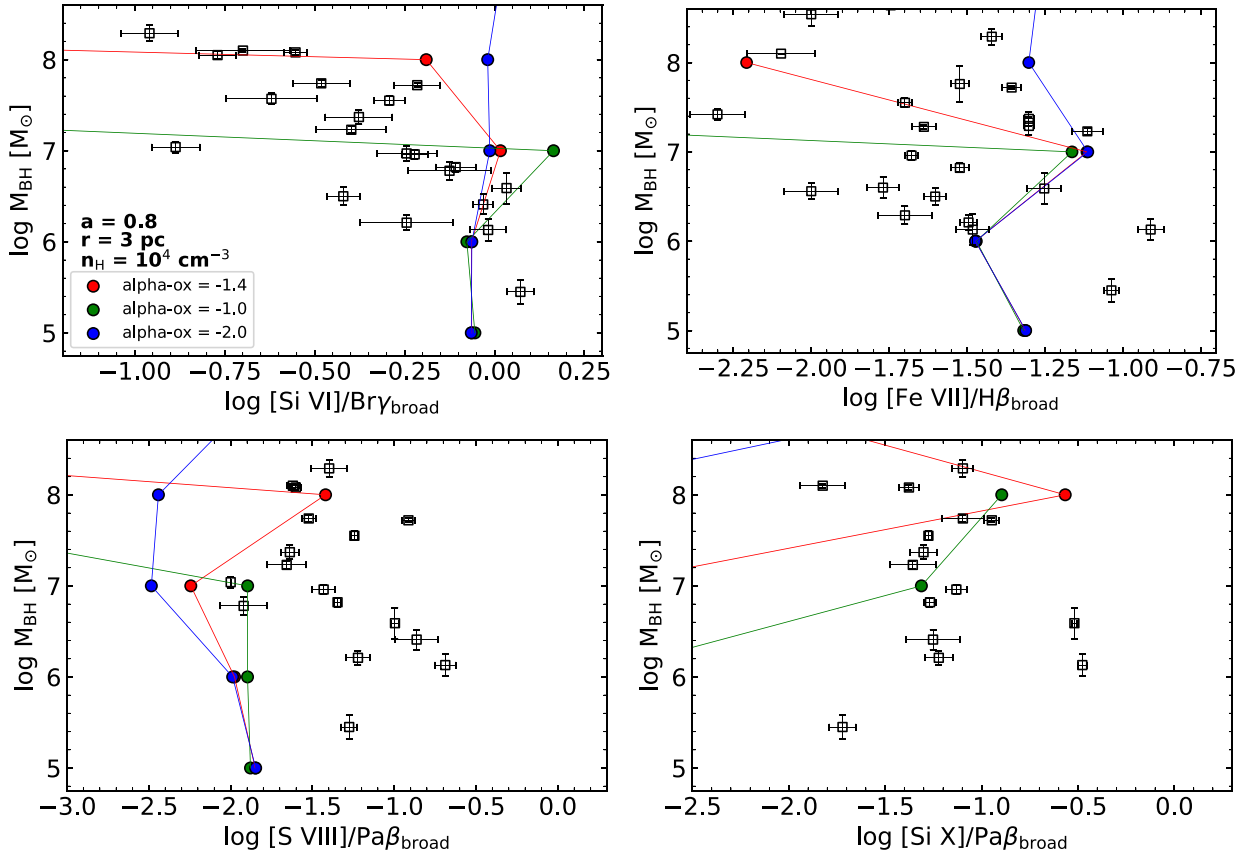 log M_BH [M_⊙]
8
7
6
5
a = 0.8
r = 3 pc
n_H = 10^4 cm^−3
alpha-ox = -1.4
alpha-ox = -1.0
alpha-ox = -2.0
−1.00 −0.75 −0.50 −0.25 0.00 0.25
log [Si VI]/Brγ_broad
log M_BH [M_⊙]
8
7
6
5
−2.25 −2.00 −1.75 −1.50 −1.25 −1.00 −0.75
log [Fe VII]/Hβ_broad
log M_BH [M_⊙]
8
7
6
5
−3.0 −2.5 −2.0 −1.5 −1.0 −0.5 0.0
log [S VIII]/Paβ_broad
log M_BH [M_⊙]
8
7
6
5
−2.5 −2.0 −1.5 −1.0 −0.5 0.0
log [Si X]/Paβ_broad